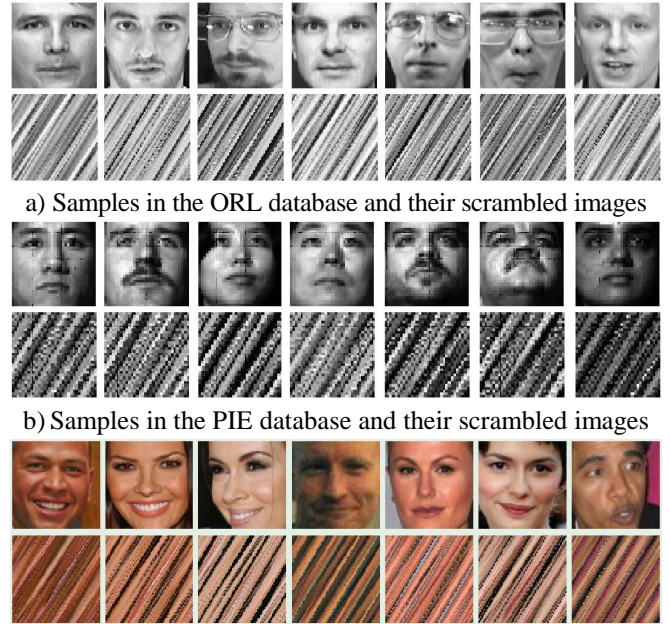 a) Samples in the ORL database and their scrambled images
b) Samples in the PIE database and their scrambled images